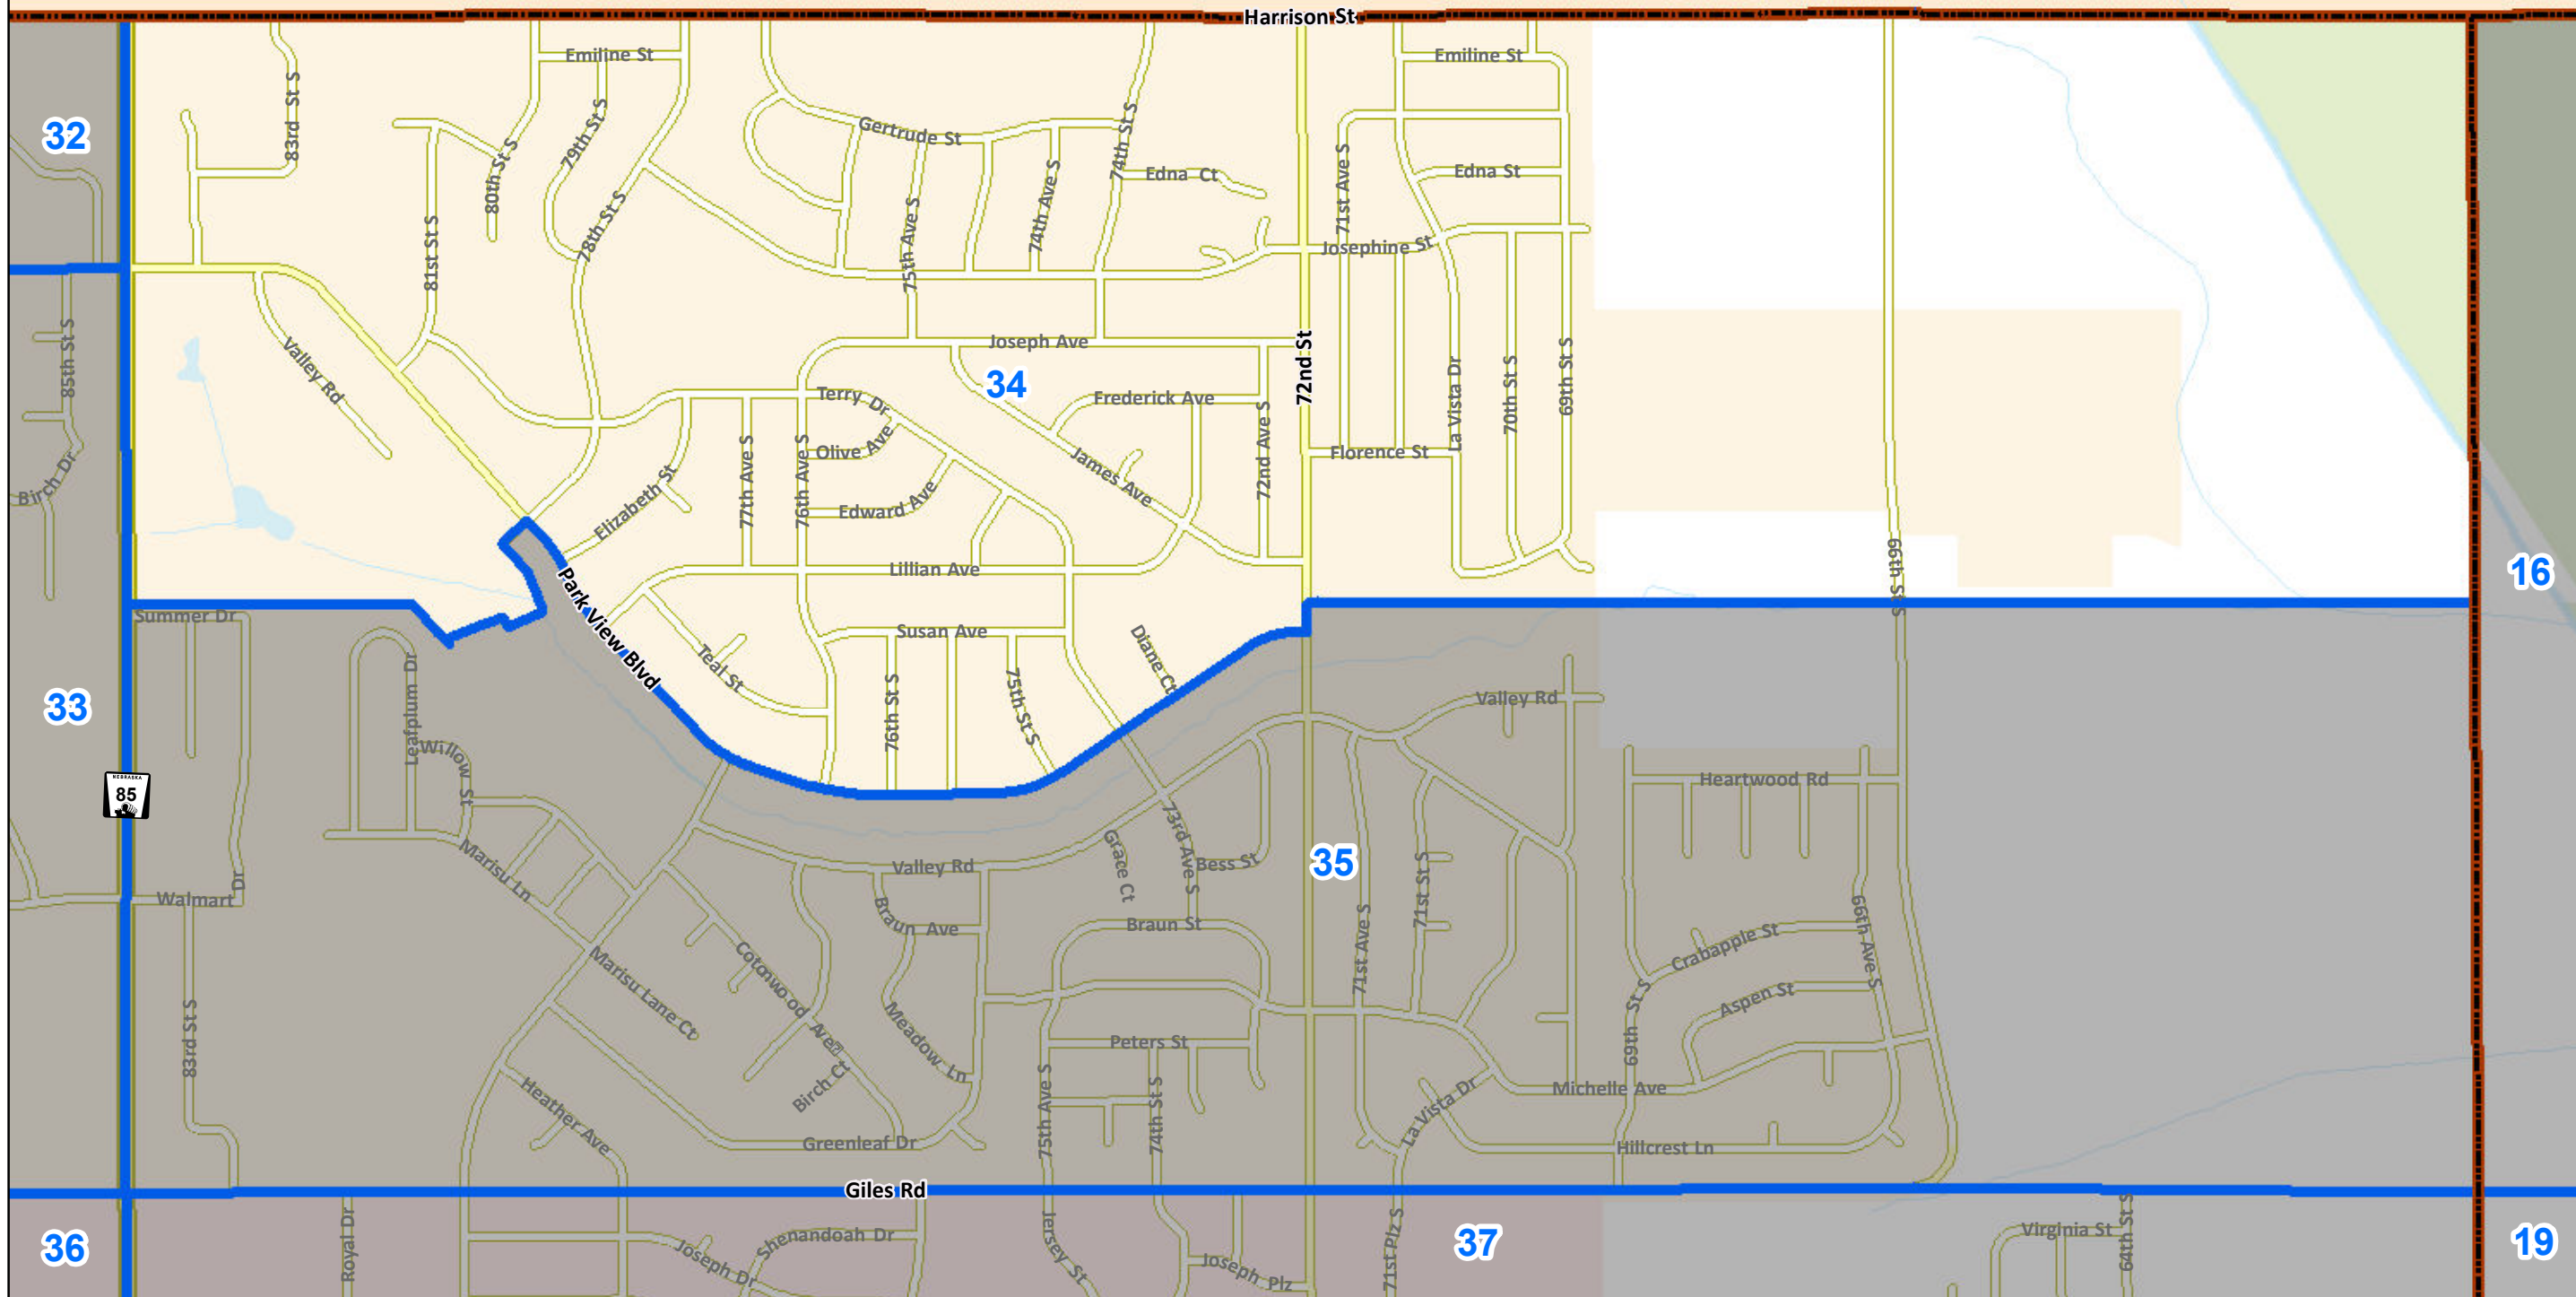 Harrison St
Emiline St
Emiline St
83rd St S
79th St S
32
Gertrude St
74th St S
80th St S
Edna Ct
71st Ave S
Edna St
74th Ave S
78th St S
75th Ave S
81st St S
Josephine St
85th St S
Valley Rd
Joseph Ave
72nd St
34
Terry Dr
Frederick Ave
La Vista Dr
70th St S
69th St S
Olive Ave
72nd Ave S
Florence St
77th Ave S
76th Ave S
James Ave
Birch Dr
Elizabeth St
Edward Ave
Lillian Ave
66th St S
16
Park View Blvd
Summer Dr
Susan Ave
Diane Ct
Teal St
33
Leafplum Dr
76th St S
75th St S
Valley Rd
Willow St
NEBRASKA
85
Heartwood Rd
73rd Ave S
Marisu Ln
Valley Rd
Grace Ct
Bess St
35
71st St S
Walmart Dr
Braun Ave
Braun St
71st Ave S
Crabapple St
66th Ave S
Marisu Lane Ct
Cotonwo od Ave
Aspen St
69th St S
83rd St S
Meadow Ln
Peters St
Birch Ct
Heather Ave
75th Ave S
74th St S
La Vista Dr
Michelle Ave
Greenleaf Dr
Hillcrest Ln
Giles Rd
36
Royal Dr
Joseph Dr
Shenandoah Dr
Jersey St
Joseph Plz
71st Plz S
37
Virginia St
64th St S
19